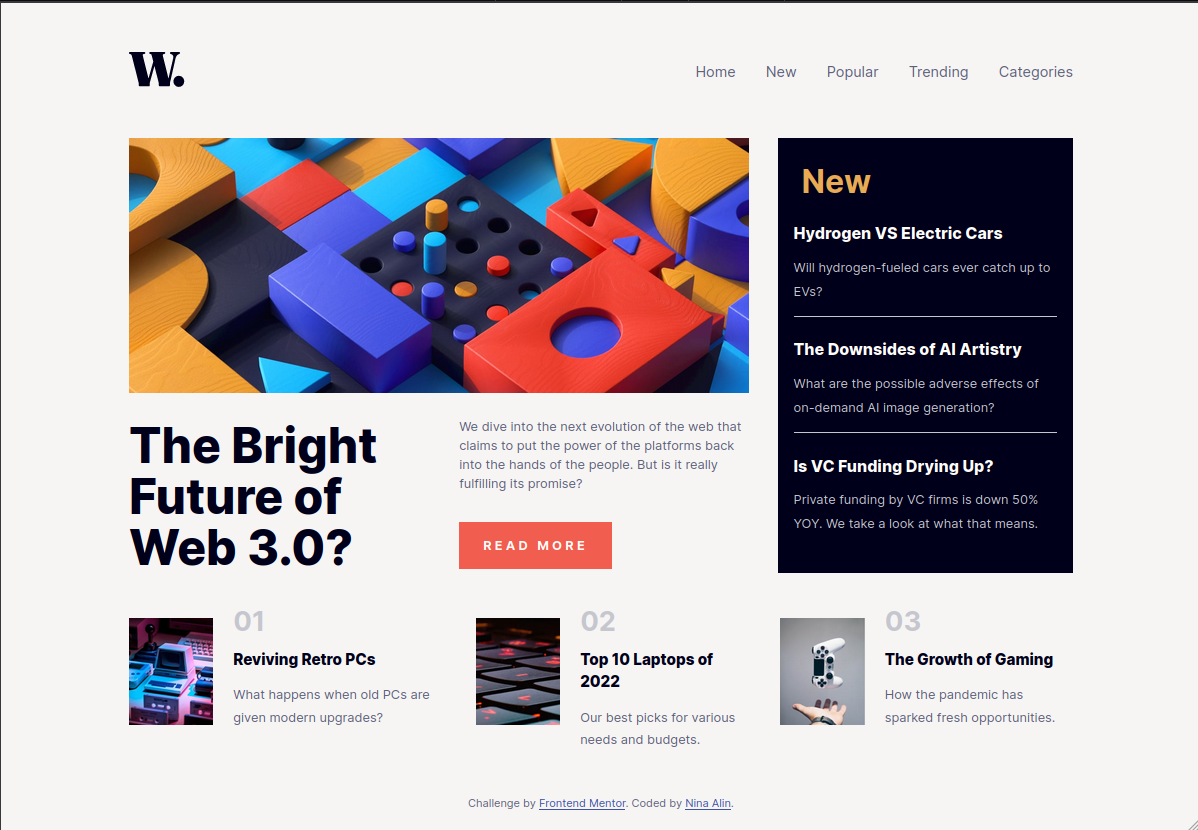 W.
Home New Popular Trending Categories
The Bright
Future of
Web 3.0?
We dive into the next evolution of the web that
claims to put the power of the platforms back
into the hands of the people. But is it really
fulfilling its promise?
READ MORE
New
Hydrogen VS Electric Cars
Will hydrogen-fueled cars ever catch up to
EVs?
The Downsides of AI Artistry
What are the possible adverse effects of
on-demand AI image generation?
Is VC Funding Drying Up?
Private funding by VC firms is down 50%
YOY. We take a look at what that means.
01
Reviving Retro PCs
What happens when old PCs are
given modern upgrades?
02
Top 10 Laptops of
2022
Our best picks for various
needs and budgets.
03
The Growth of Gaming
How the pandemic has
sparked fresh opportunities.
Challenge by Frontend Mentor. Coded by Nina Alin.